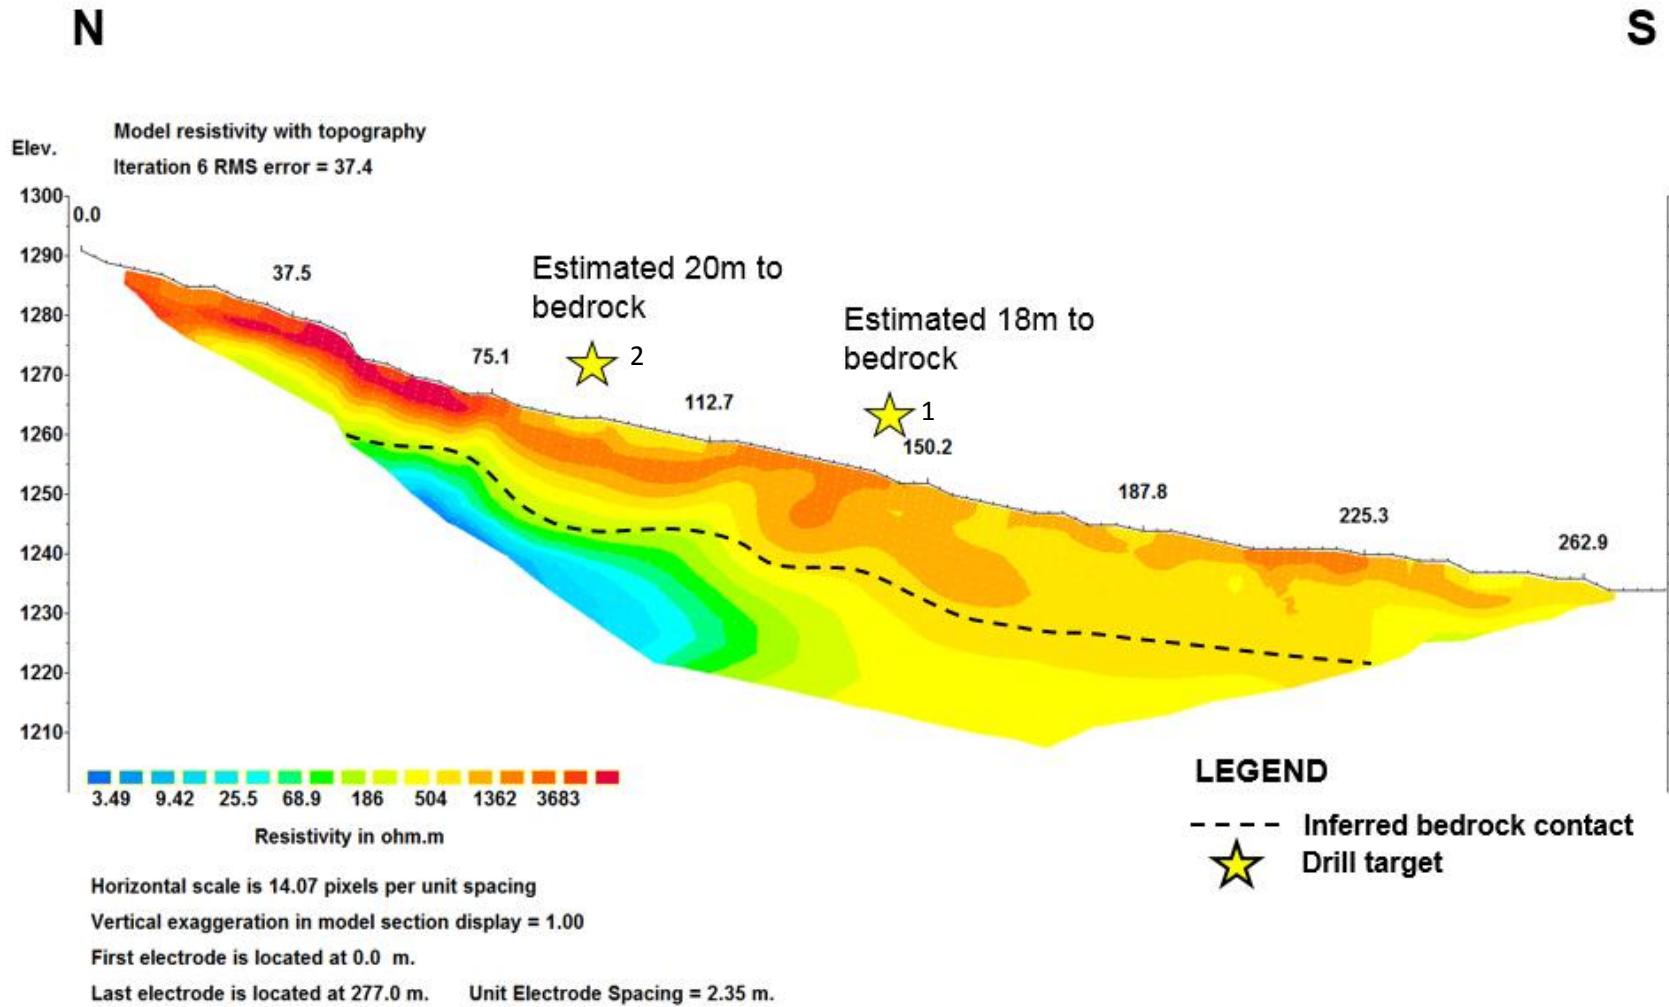 N S
Model resistivity with topography
Elev.
Iteration 6 RMS error = 37.4
1300
0.0
1290
37.5
Estimated 20m to
bedrock
1280
Estimated 18m to
bedrock
75.1
2
1270
112.7
1
1260
150.2
1250
187.8
225.3
1240
262.9
1230
1220
1210
LEGEND
3.49 9.42 25.5 68.9 186 504 1362 3683
Inferred bedrock contact
Resistivity in ohm.m
Drill target
Horizontal scale is 14.07 pixels per unit spacing
Vertical exaggeration in model section display = 1.00
First electrode is located at 0.0 m.
Last electrode is located at 277.0 m. Unit Electrode Spacing = 2.35 m.